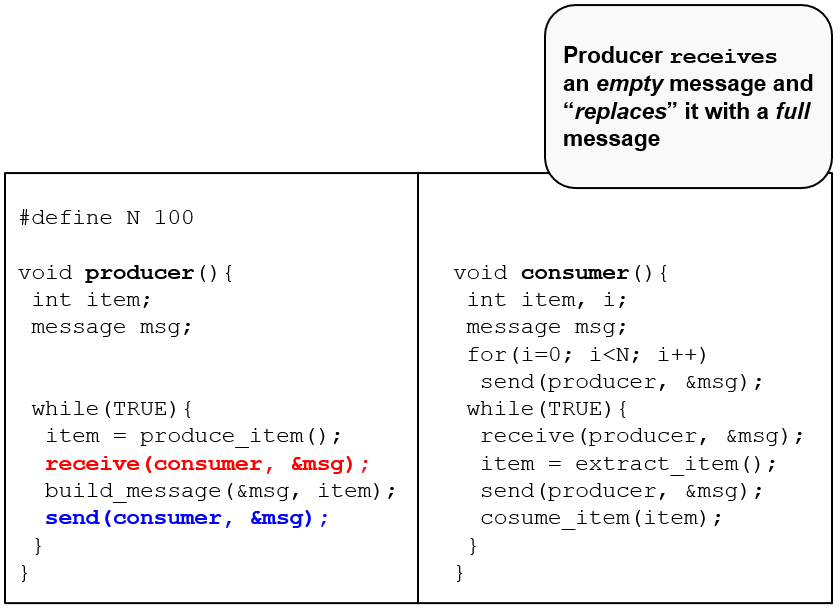 Producer receives
an empty message and
“replaces” it with a full
message
#define N 100
void producer(){
int item;
message msg;
while(TRUE){
item = produce_item();
receive(consumer, &msg);
build_message(&msg, item);
send(consumer, &msg);
}
}
void consumer(){
int item, i;
message msg;
for(i=0; i<N; i++)
send(producer, &msg);
while(TRUE){
receive(producer, &msg);
item = extract_item();
send(producer, &msg);
cosume_item(item);
}
}